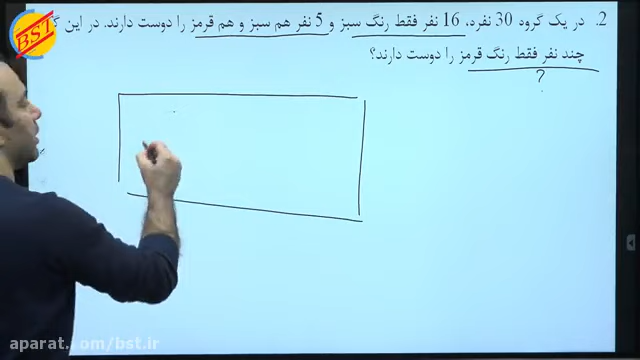 2. در یک گروه 30 نفره، 16 نفر فقط رنگ سبز و 5 نفر هم سبز و هم قرمز را دوست دارند. در این
چند نفر فقط رنگ قرمز را دوست دارند؟
?
BST
aparat.com/bst.ir